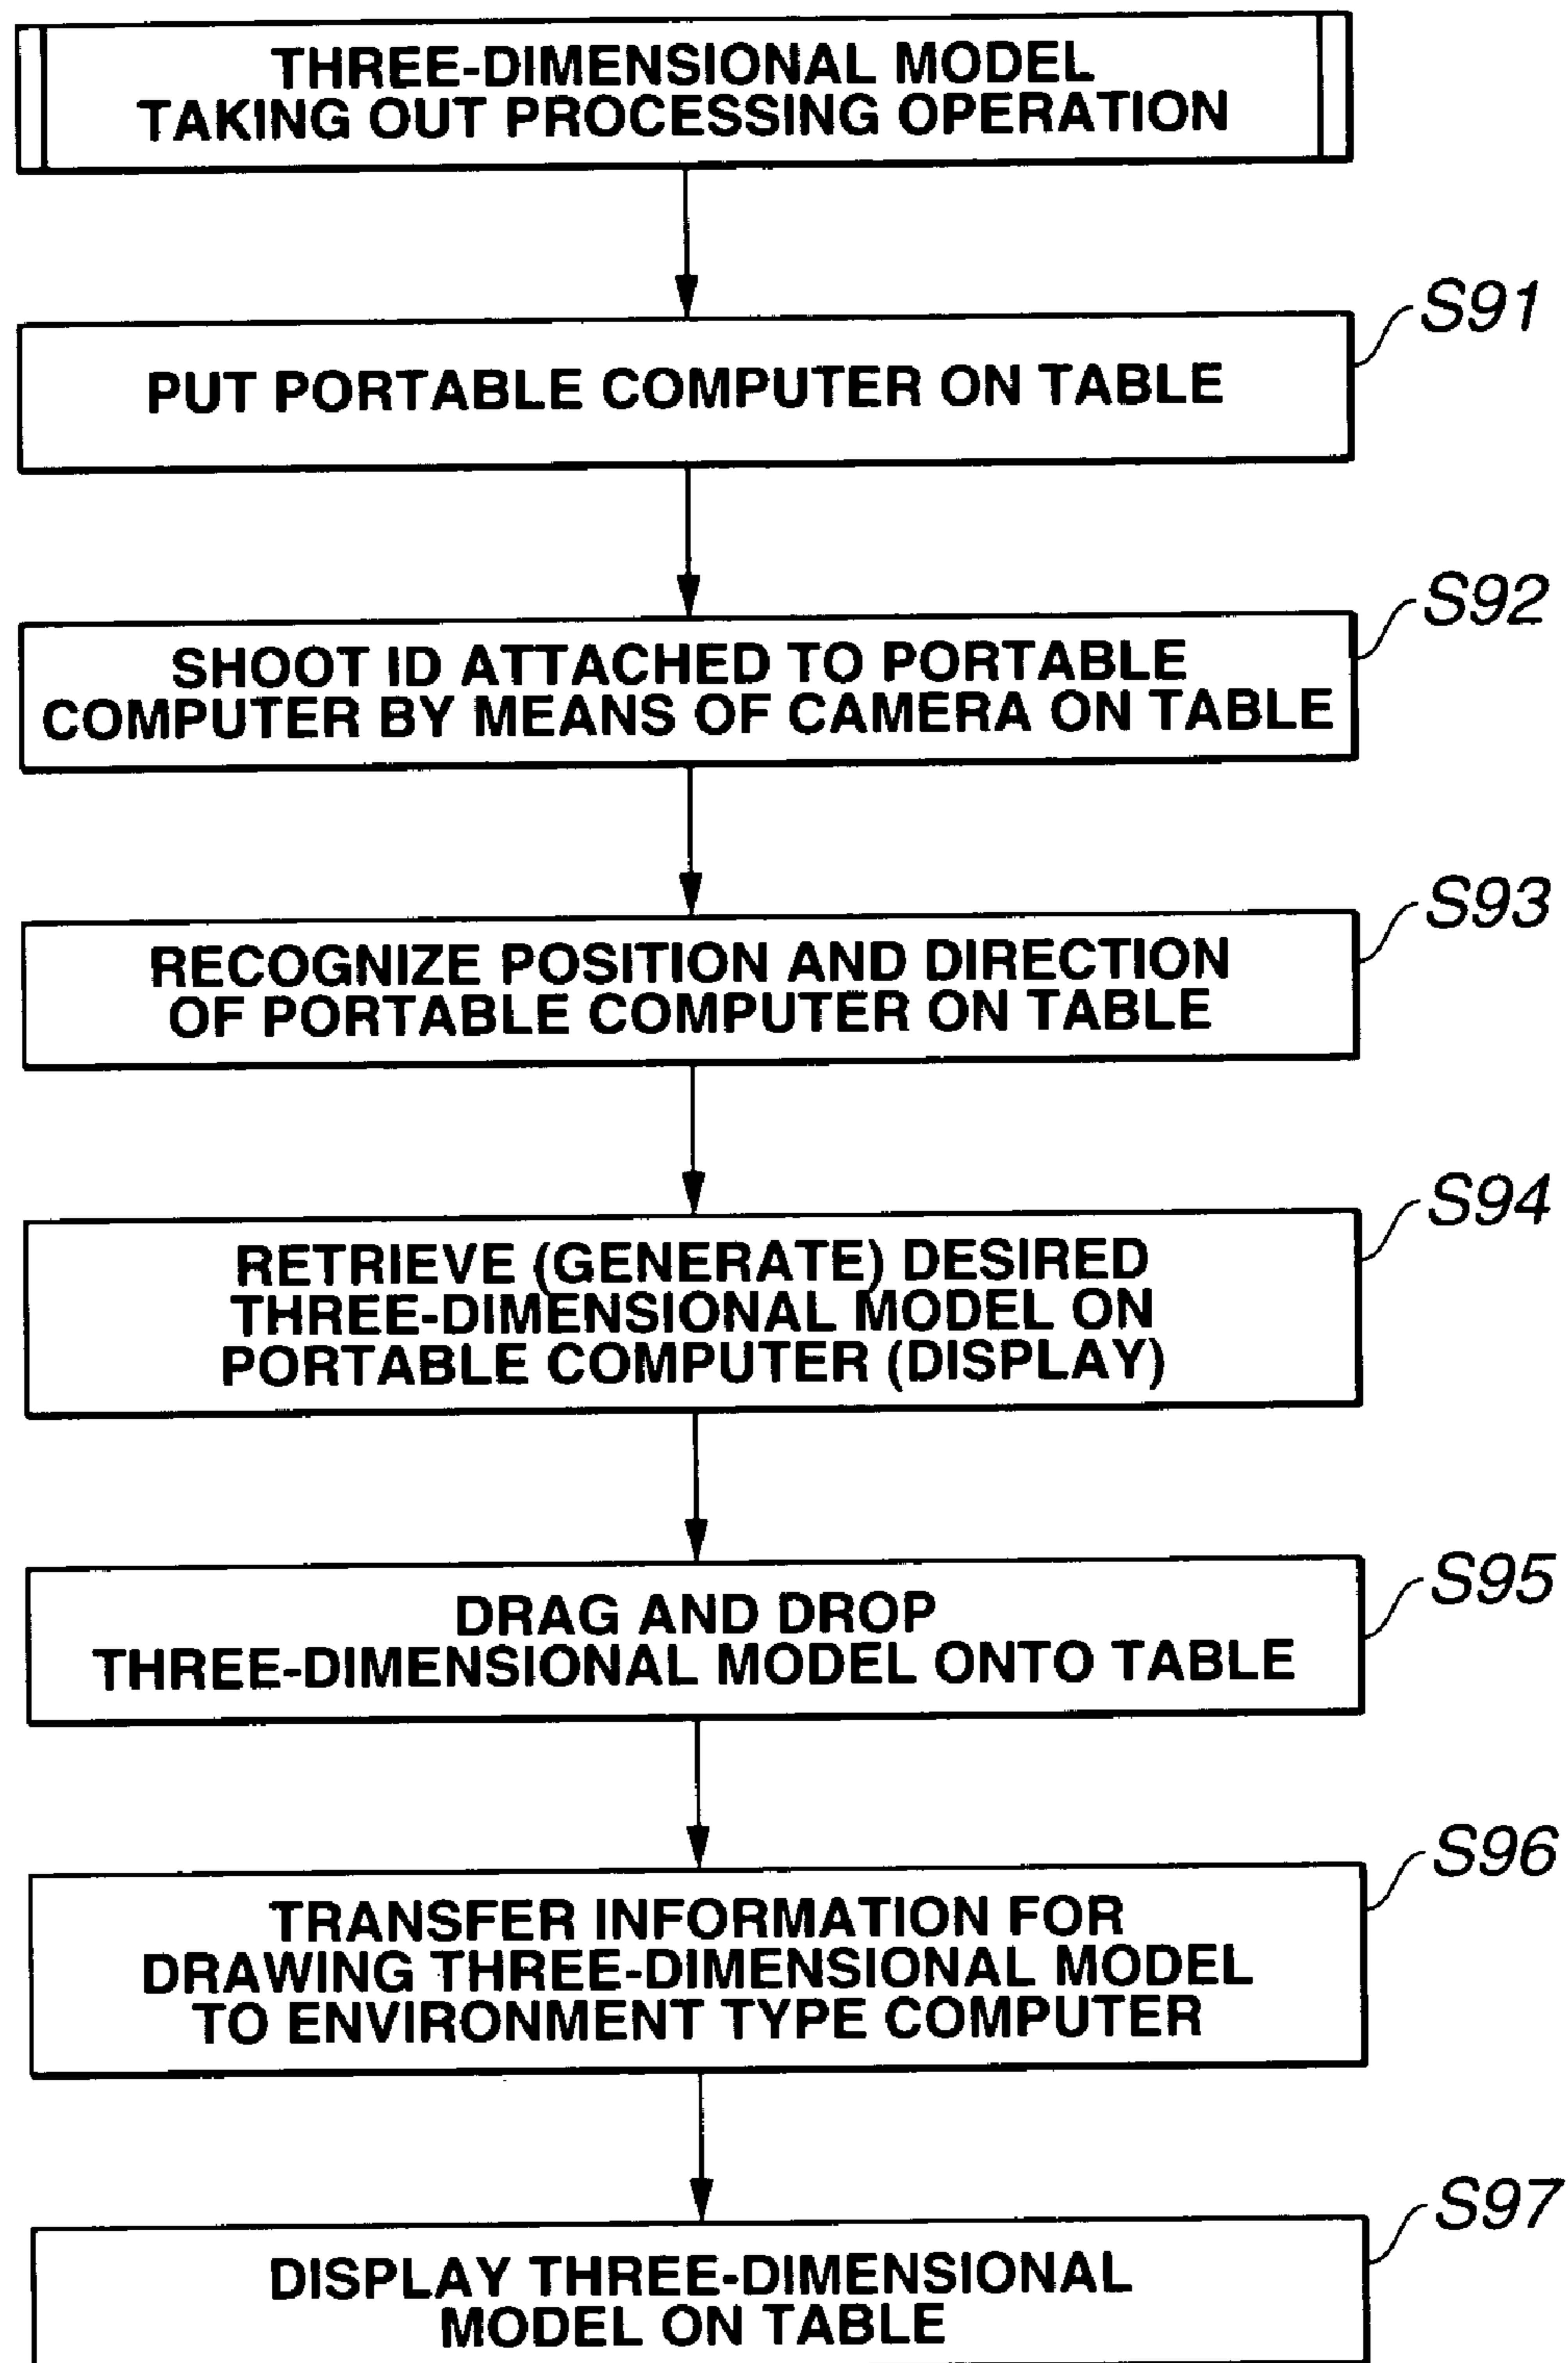 THREE-DIMENSIONAL MODEL
TAKING OUT PROCESSING OPERATION
S91
PUT PORTABLE COMPUTER ON TABLE
S92
SHOOT ID ATTACHED TO PORTABLE
COMPUTER BY MEANS OF CAMERA ON TABLE
S93
RECOGNIZE POSITION AND DIRECTION
OF PORTABLE COMPUTER ON TABLE
S94
RETRIEVE (GENERATE) DESIRED
THREE-DIMENSIONAL MODEL ON
PORTABLE COMPUTER (DISPLAY)
S95
DRAG AND DROP
THREE-DIMENSIONAL MODEL ONTO TABLE
S96
TRANSFER INFORMATION FOR
DRAWING THREE-DIMENSIONAL MODEL
TO ENVIRONMENT TYPE COMPUTER
S97
DISPLAY THREE-DIMENSIONAL
MODEL ON TABLE